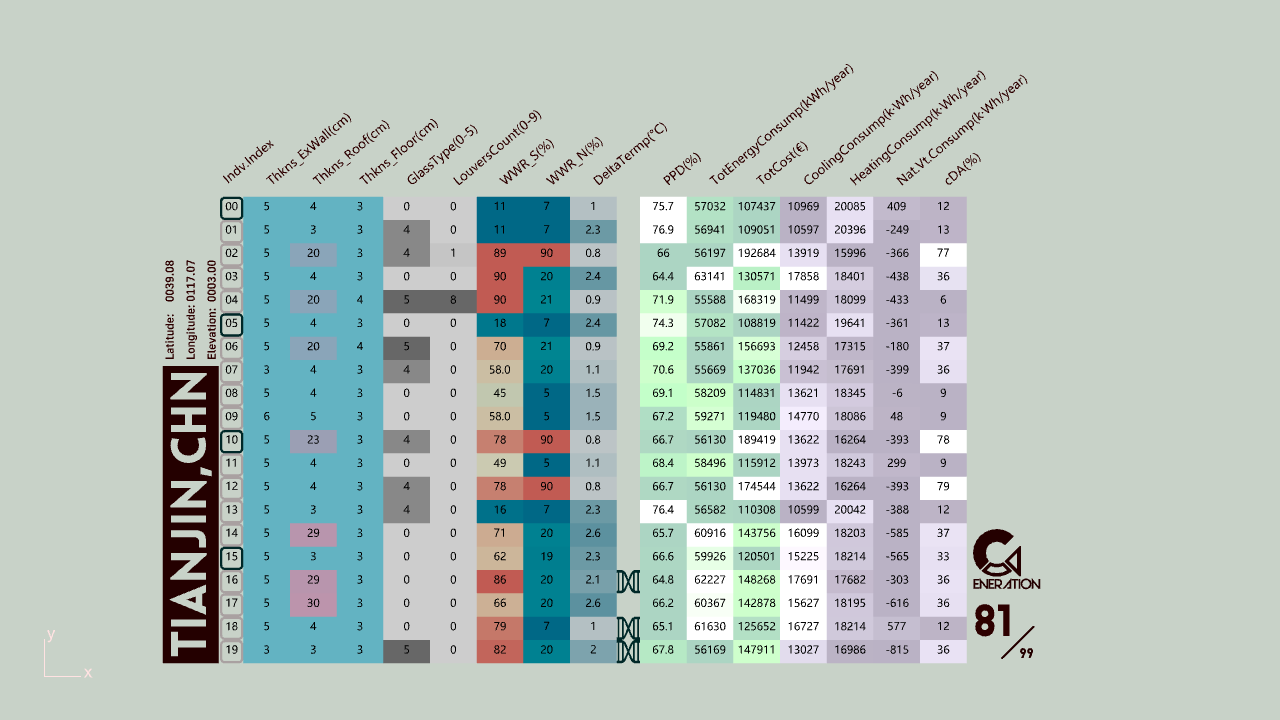 Indv.Index Thkns_ExWall(cm) Thkns_Roof(cm) Thkns_Floor(cm) GlassType(0-5) LouversCount(0-9) WWR_S(%) WWR_N(%) DeltaTermp(°C) PPD(%) TotEnergyConsump(kWh/year) TotCost(€) CoolingConsump(k·Wh/year) HeatingConsump(k·Wh/year) Nat.Vt.Consump(k·Wh/year) cDA(%)
00 5 4 3 0 0 11 7 1 75.7 57032 107437 10969 20085 409 12
01 5 3 3 4 0 11 7 2.3 76.9 56941 109051 10597 20396 -249 13
02 5 20 3 4 1 89 90 0.8 66 56197 192684 13919 15996 -366 77
03 5 4 3 0 0 90 20 2.4 64.4 63141 130571 17858 18401 -438 36
04 5 20 4 5 8 90 21 0.9 71.9 55588 168319 11499 18099 -433 6
05 5 4 3 0 0 18 7 2.4 74.3 57082 108819 11422 19641 -361 13
06 5 20 4 5 0 70 21 0.9 69.2 55861 156693 12458 17315 -180 37
07 3 4 3 4 0 58.0 20 1.1 70.6 55669 137036 11942 17691 -399 36
08 5 4 3 0 0 45 5 1.5 69.1 58209 114831 13621 18345 -6 9
09 6 5 3 0 0 58.0 5 1.5 67.2 59271 119480 14770 18086 48 9
10 5 23 3 4 0 78 90 0.8 66.7 56130 189419 13622 16264 -393 78
11 5 4 3 0 0 49 5 1.1 68.4 58496 115912 13973 18243 299 9
12 5 4 3 4 0 78 90 0.8 66.7 56130 174544 13622 16264 -393 79
13 5 3 3 4 0 16 7 2.3 76.4 56582 110308 10599 20042 -388 12
14 5 29 3 0 0 71 20 2.6 65.7 60916 143756 16099 18203 -585 37
15 5 3 3 0 0 62 19 2.3 66.6 59926 120501 15225 18214 -565 33
16 5 29 3 0 0 86 20 2.1 64.8 62227 148268 17691 17682 -303 36
17 5 30 3 0 0 66 20 2.6 66.2 60367 142878 15627 18195 -616 36
18 5 4 3 0 0 79 7 1 65.1 61630 125652 16727 18214 577 12
19 3 3 3 5 0 82 20 2 67.8 56169 147911 13027 16986 -815 36
Latitude: 0039.08
Longitude: 0117.07
Elevation: 0003.00
TIANJIN,CHN
ENERATION
81/99
y
x